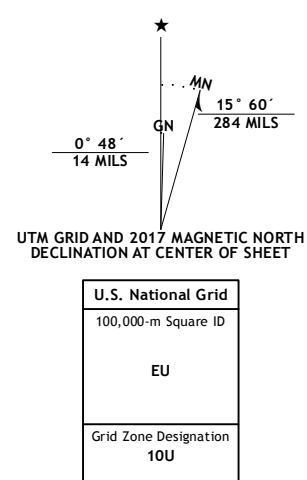 MN
GN
15° 60´
284 MILS
0° 48´
14 MILS
UTM GRID AND 2017 MAGNETIC NORTH
DECLINATION AT CENTER OF SHEET
U.S. National Grid
100,000-m Square ID
EU
Grid Zone Designation
10U